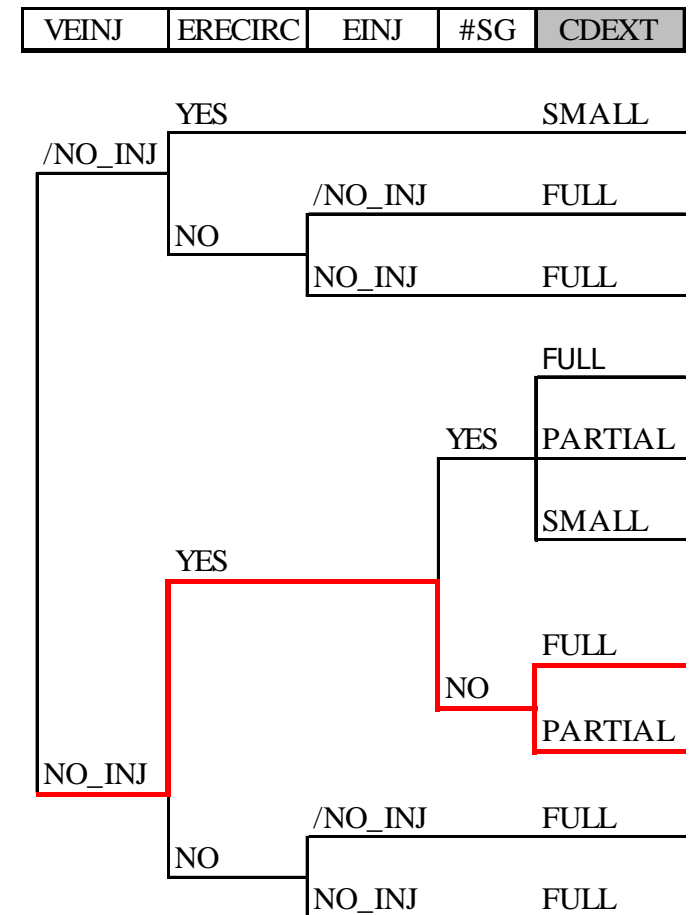 VEINJ ERECIRC EINJ #SG CDEXT
YES SMALL
/NO_INJ
/NO_INJ FULL
NO
NO_INJ FULL
FULL
YES PARTIAL
SMALL
YES
FULL
NO
PARTIAL
NO_INJ
/NO_INJ FULL
NO
NO_INJ FULL